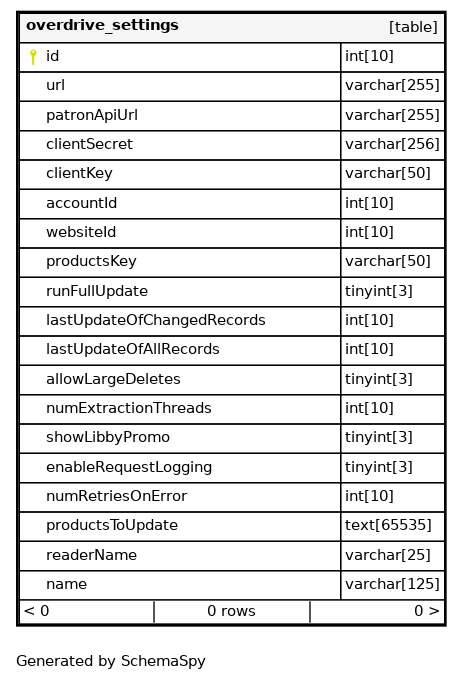 overdrive_settings [table]
id int[10]
url varchar[255]
patronApiUrl varchar[255]
clientSecret varchar[256]
clientKey varchar[50]
accountId int[10]
websiteId int[10]
productsKey varchar[50]
runFullUpdate tinyint[3]
lastUpdateOfChangedRecords int[10]
lastUpdateOfAllRecords int[10]
allowLargeDeletes tinyint[3]
numExtractionThreads int[10]
showLibbyPromo tinyint[3]
enableRequestLogging tinyint[3]
numRetriesOnError int[10]
productsToUpdate text[65535]
readerName varchar[25]
name varchar[125]
< 0 0 rows 0 >
Generated by SchemaSpy